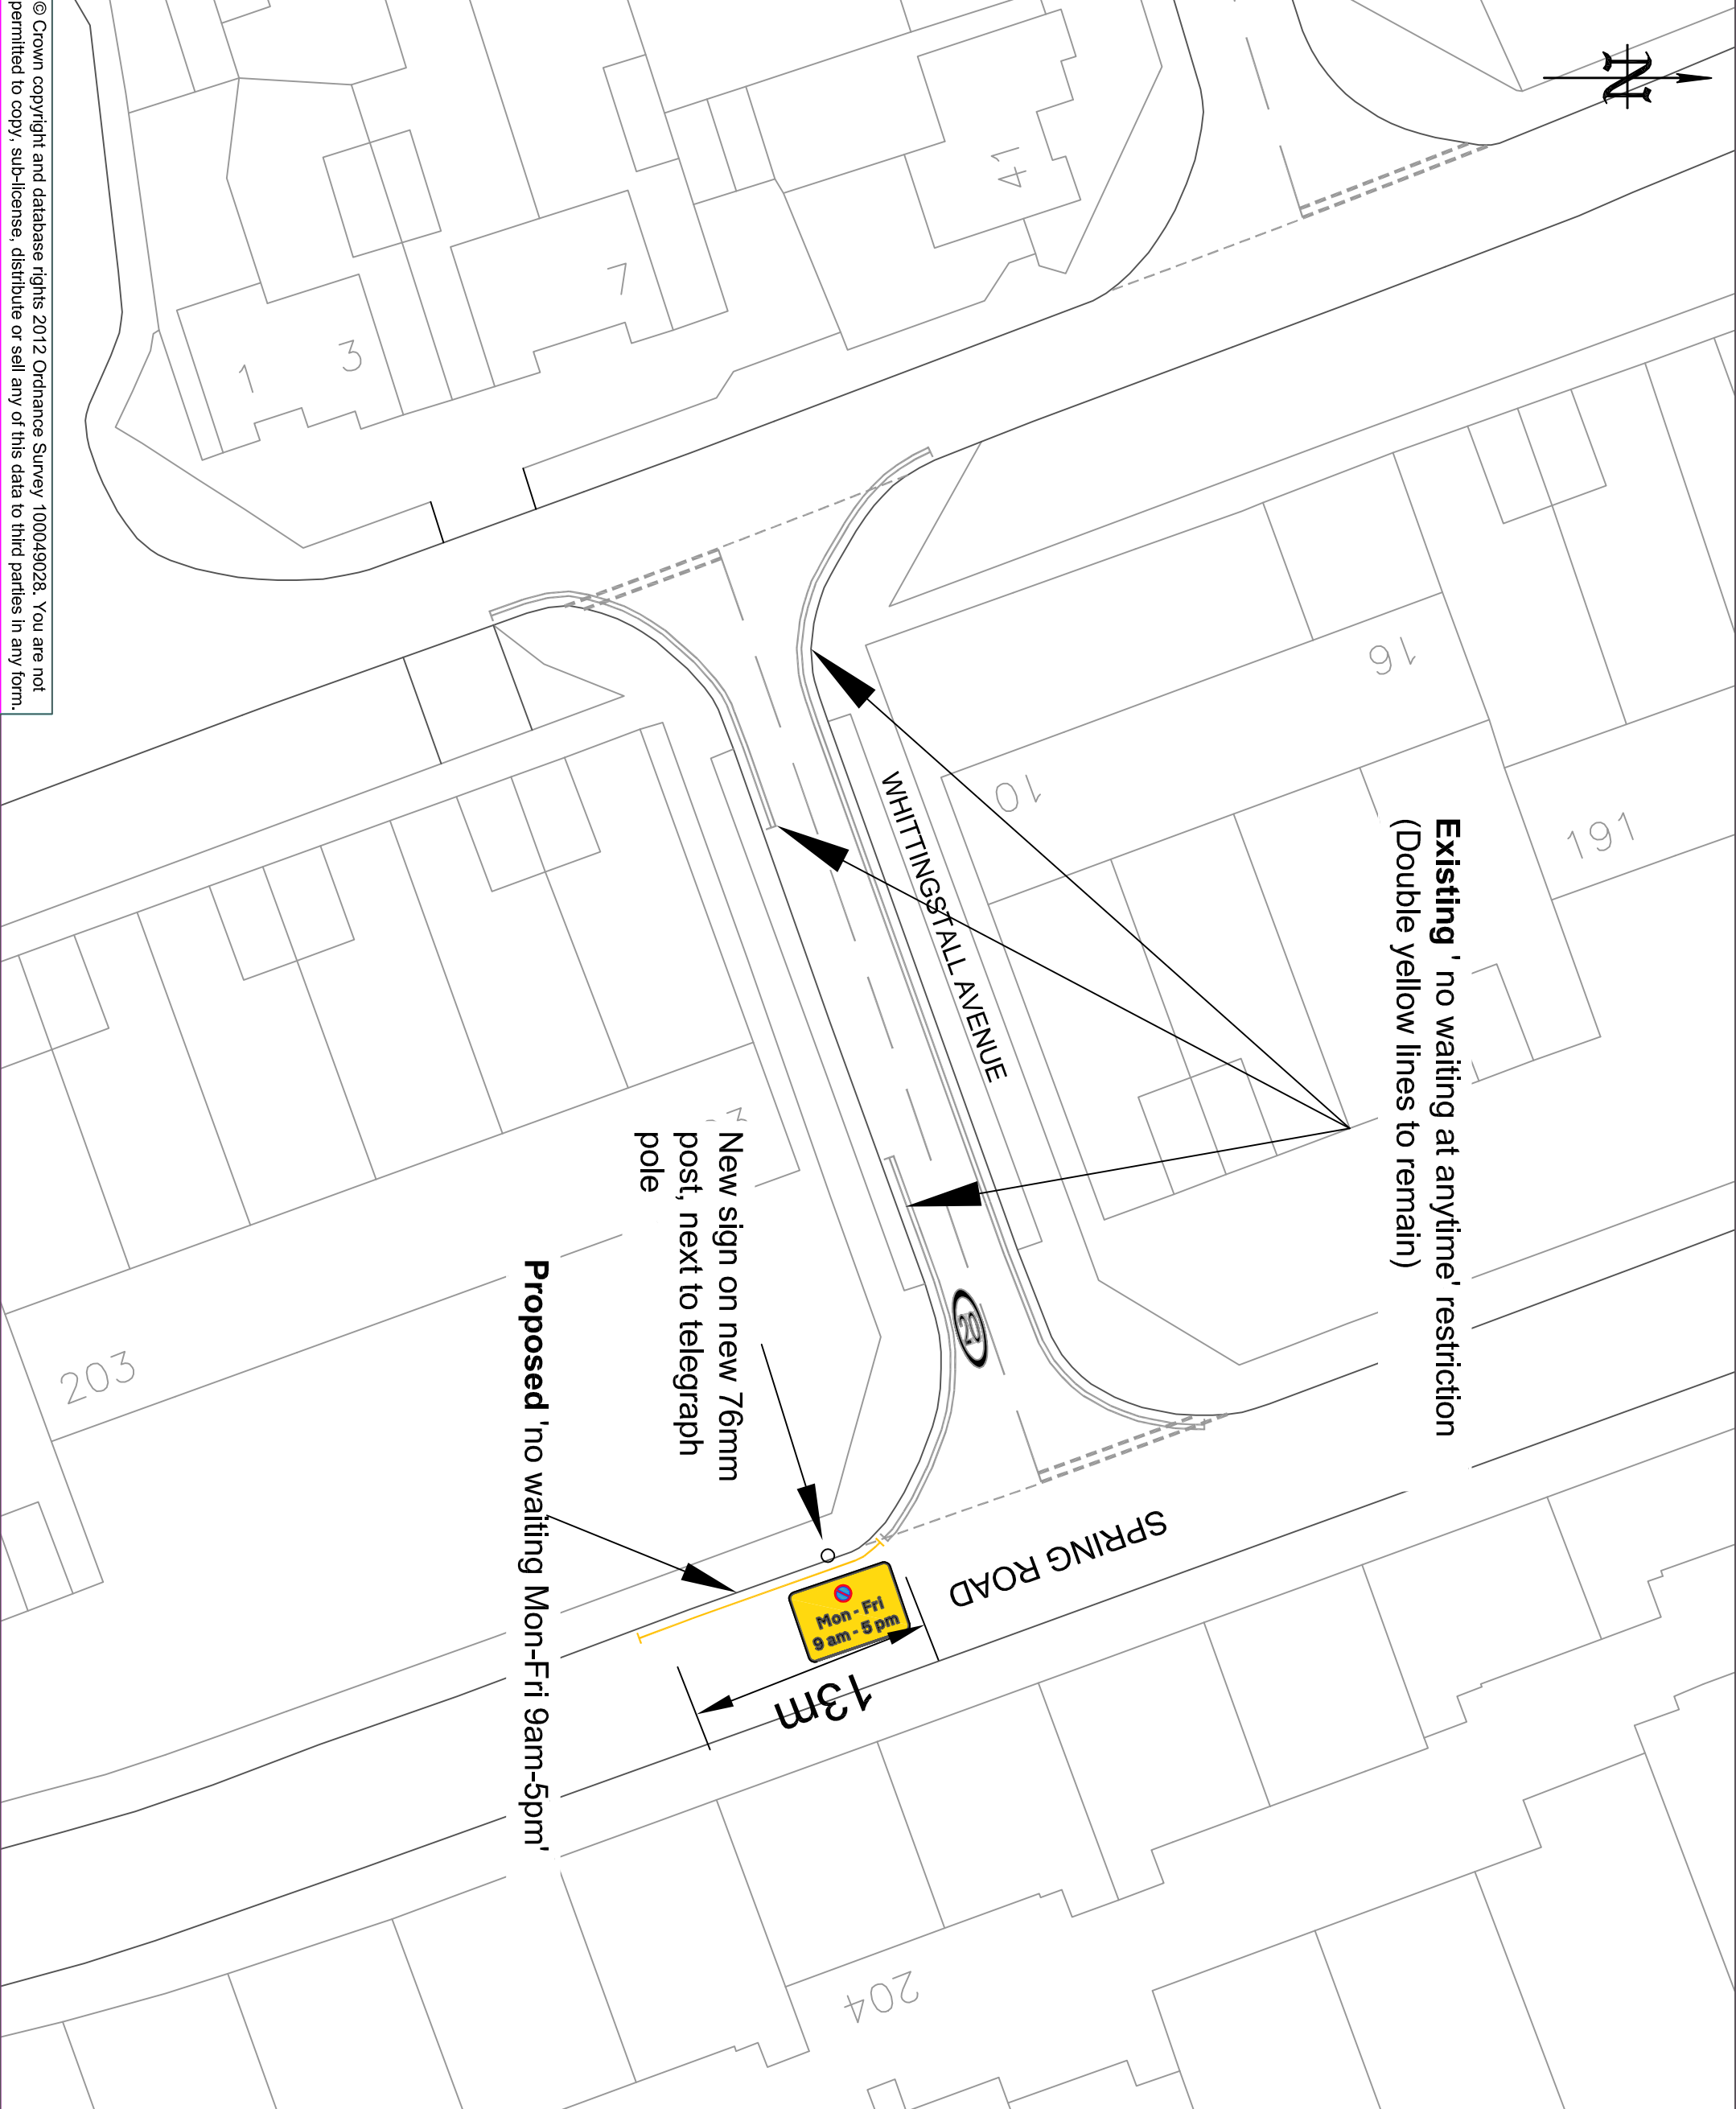 N
Existing ' no waiting at anytime' restriction
(Double yellow lines to remain)
191
16
10
14
WHITTINGSTALL AVENUE
7
3
1
20
SPRING ROAD
New sign on new 76mm
post, next to telegraph
pole
Proposed 'no waiting Mon-Fri 9am-5pm'
Mon - Fri
9 am - 5 pm
13m
203
204
© Crown copyright and database rights 2012 Ordnance Survey 100049028. You are not
permitted to copy, sub-license, distribute or sell any of this data to third parties in any form.